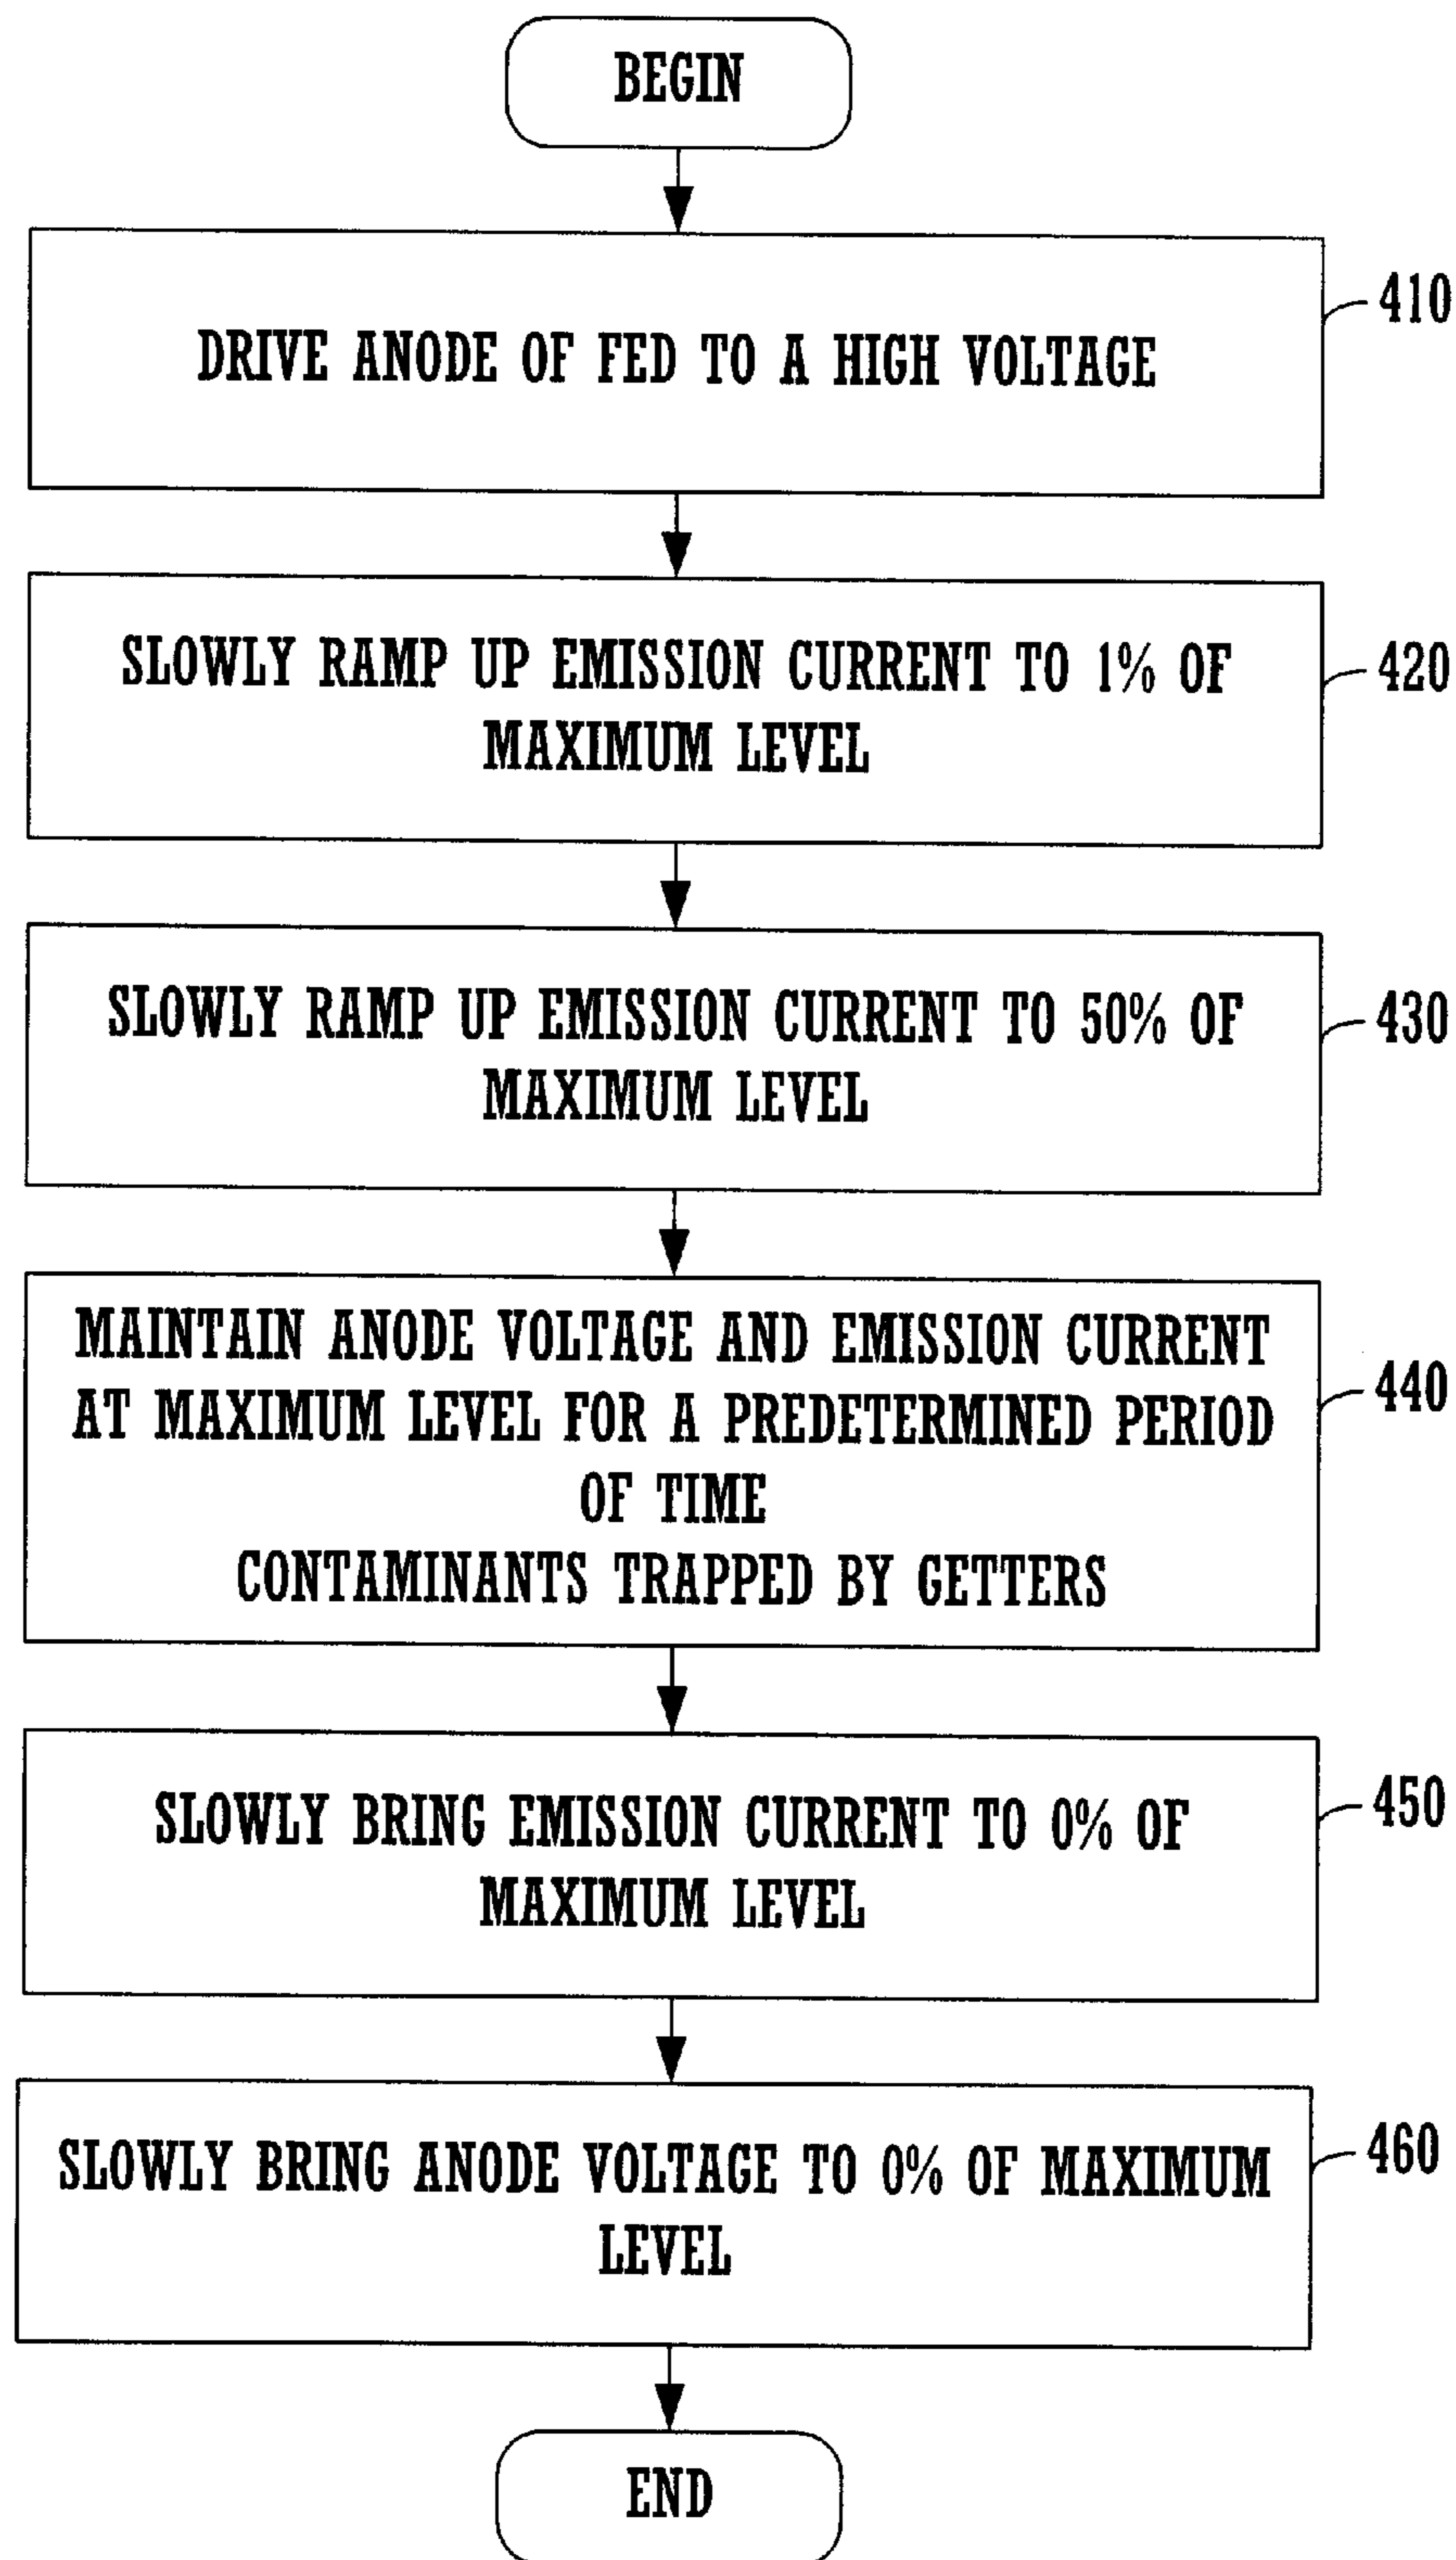 BEGIN
DRIVE ANODE OF FED TO A HIGH VOLTAGE
410
SLOWLY RAMP UP EMISSION CURRENT TO 1% OF
MAXIMUM LEVEL
420
SLOWLY RAMP UP EMISSION CURRENT TO 50% OF
MAXIMUM LEVEL
430
MAINTAIN ANODE VOLTAGE AND EMISSION CURRENT
AT MAXIMUM LEVEL FOR A PREDETERMINED PERIOD
OF TIME
CONTAMINANTS TRAPPED BY GETTERS
440
SLOWLY BRING EMISSION CURRENT TO 0% OF
MAXIMUM LEVEL
450
SLOWLY BRING ANODE VOLTAGE TO 0% OF MAXIMUM
LEVEL
460
END